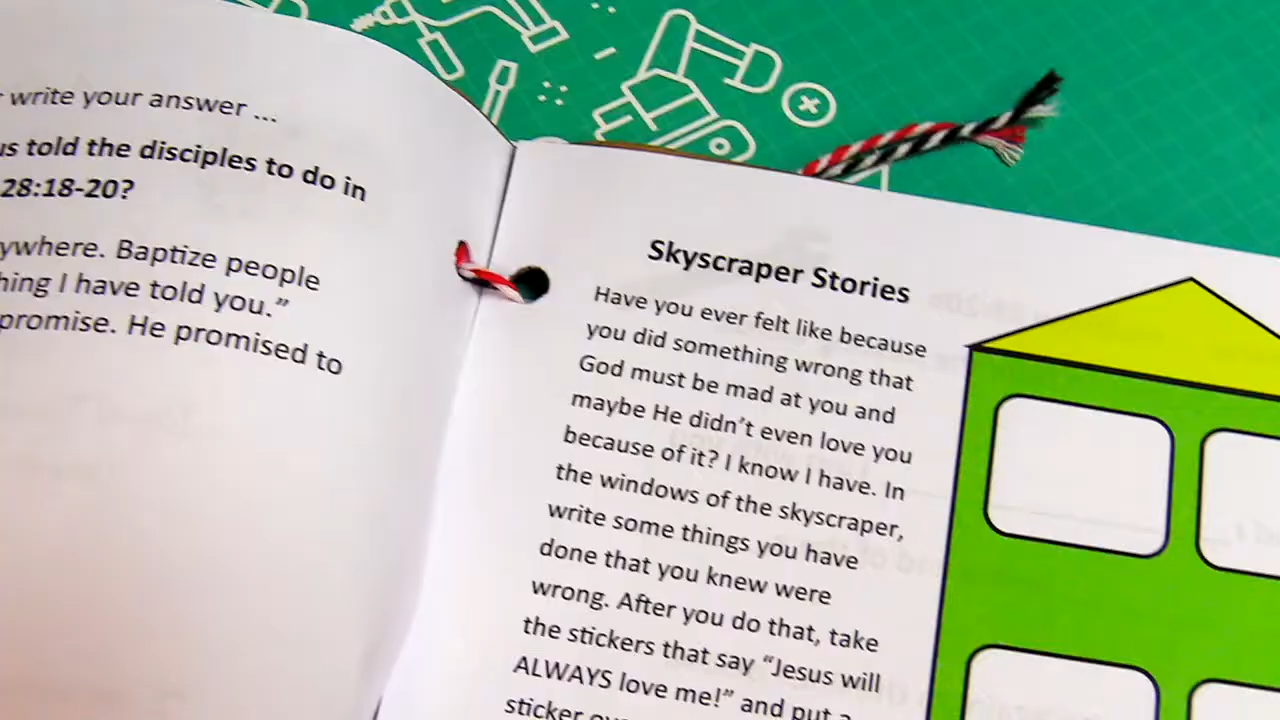 write your answer ...
told the disciples to do in
28:18-20?
Baptize people
I have told you.”
promise. He promised to
Skyscraper Stories
Have you ever felt like because
you did something wrong that
God must be mad at you and
maybe He didn’t even love you
because of it? I know I have. In
the windows of the skyscraper,
write some things you have
done that you knew were
wrong. After you do that, take
the stickers that say “Jesus will
ALWAYS love me!” and put a
sticker